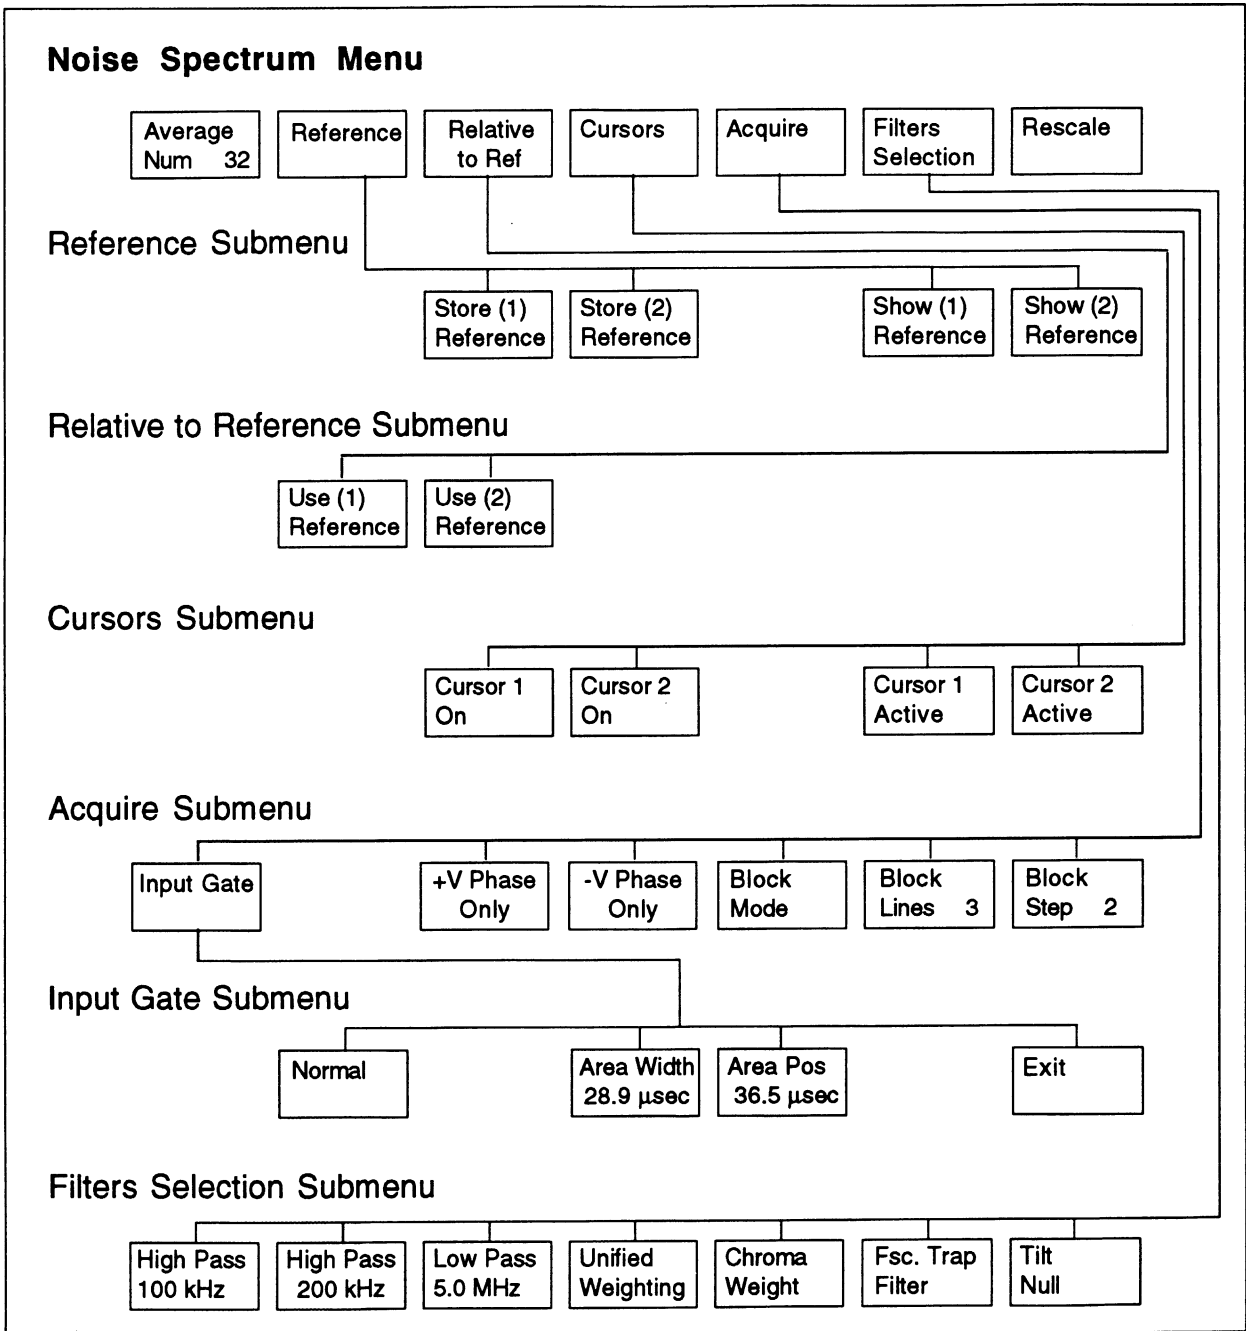 Noise Spectrum Menu
Average
Num 32
Reference
Relative
to Ref
Cursors
Acquire
Filters
Selection
Rescale
Reference Submenu
Store (1)
Reference
Store (2)
Reference
Show (1)
Reference
Show (2)
Reference
Relative to Reference Submenu
Use (1)
Reference
Use (2)
Reference
Cursors Submenu
Cursor 1
On
Cursor 2
On
Cursor 1
Active
Cursor 2
Active
Acquire Submenu
Input Gate
+V Phase
Only
-V Phase
Only
Block
Mode
Block
Lines 3
Block
Step 2
Input Gate Submenu
Normal
Area Width
28.9 µsec
Area Pos
36.5 µsec
Exit
Filters Selection Submenu
High Pass
100 kHz
High Pass
200 kHz
Low Pass
5.0 MHz
Unified
Weighting
Chroma
Weight
Fsc. Trap
Filter
Tilt
Null